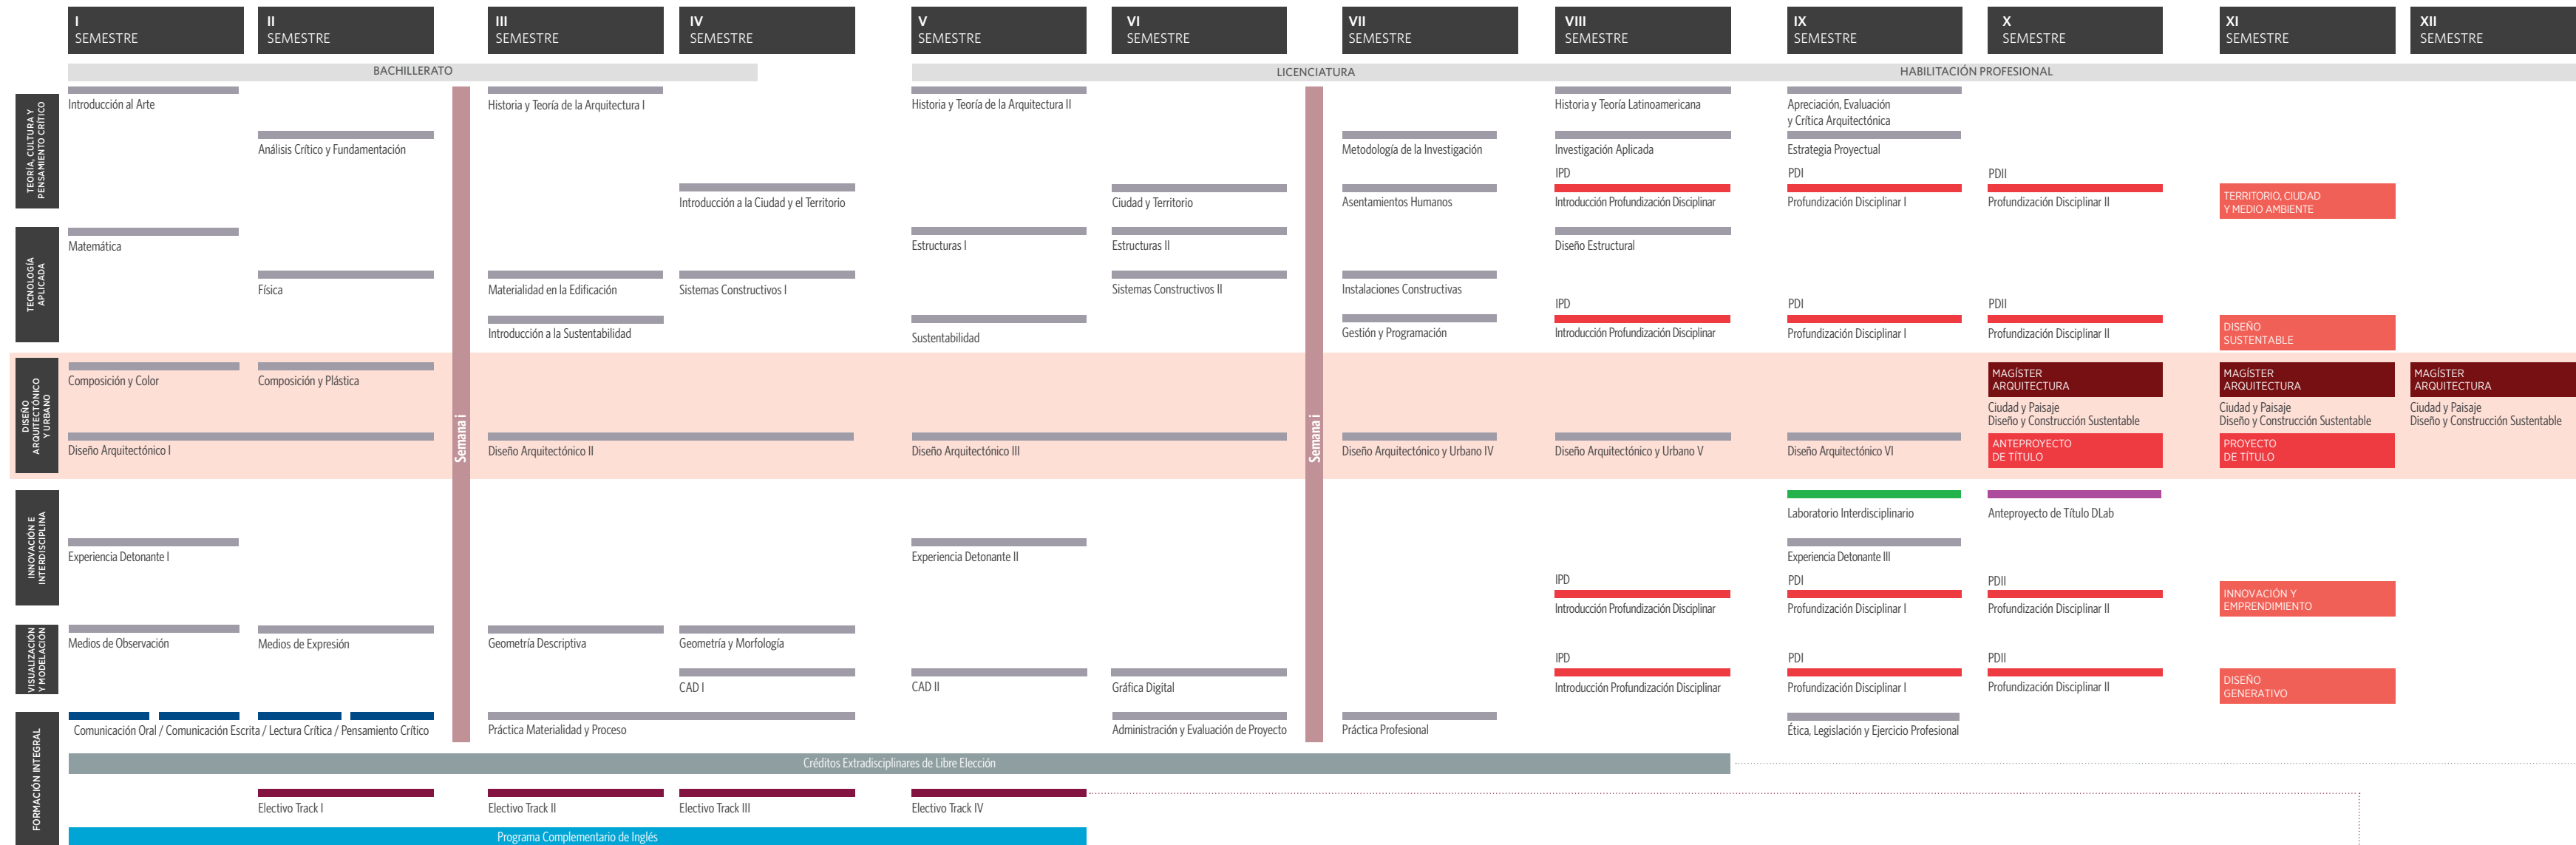 I
SEMESTRE
II
SEMESTRE
III
SEMESTRE
IV
SEMESTRE
V
SEMESTRE
VI
SEMESTRE
VII
SEMESTRE
VIII
SEMESTRE
IX
SEMESTRE
X
SEMESTRE
XI
SEMESTRE
XII
SEMESTRE
BACHILLERATO
LICENCIATURA
HABILITACIÓN PROFESIONAL
TEORÍA, CULTURA Y
PENSAMIENTO CRÍTICO
Introducción al Arte
Historia y Teoría de la Arquitectura I
Historia y Teoría de la Arquitectura II
Historia y Teoría Latinoamericana
Apreciación, Evaluación
y Crítica Arquitectónica
Análisis Crítico y Fundamentación
Metodología de la Investigación
Investigación Aplicada
Estrategia Proyectual
IPD
PDI
PDII
Introducción a la Ciudad y el Territorio
Ciudad y Territorio
Asentamientos Humanos
Introducción Profundización Disciplinar
Profundización Disciplinar I
Profundización Disciplinar II
TERRITORIO, CIUDAD
Y MEDIO AMBIENTE
TECNOLOGÍA
APLICADA
Matemática
Estructuras I
Estructuras II
Diseño Estructural
Física
Materialidad en la Edificación
Sistemas Constructivos I
Sistemas Constructivos II
Instalaciones Constructivas
IPD
PDI
PDII
Introducción a la Sustentabilidad
Sustentabilidad
Gestión y Programación
Introducción Profundización Disciplinar
Profundización Disciplinar I
Profundización Disciplinar II
DISEÑO
SUSTENTABLE
DISEÑO
ARQUITECTÓNICO
Y URBANO
Composición y Color
Composición y Plástica
MAGÍSTER
ARQUITECTURA
MAGÍSTER
ARQUITECTURA
MAGÍSTER
ARQUITECTURA
Ciudad y Paisaje
Diseño y Construcción Sustentable
Ciudad y Paisaje
Diseño y Construcción Sustentable
Ciudad y Paisaje
Diseño y Construcción Sustentable
Semana i
Semana i
Diseño Arquitectónico I
Diseño Arquitectónico II
Diseño Arquitectónico III
Diseño Arquitectónico y Urbano IV
Diseño Arquitectónico y Urbano V
Diseño Arquitectónico VI
ANTEPROYECTO
DE TÍTULO
PROYECTO
DE TÍTULO
INNOVACIÓN E
INTERDISCIPLINA
Laboratorio Interdisciplinario
Anteproyecto de Título DLab
Experiencia Detonante I
Experiencia Detonante II
Experiencia Detonante III
IPD
PDI
PDII
Introducción Profundización Disciplinar
Profundización Disciplinar I
Profundización Disciplinar II
INNOVACIÓN Y
EMPRENDIMIENTO
VISUALIZACIÓN
Y MODELACIÓN
Medios de Observación
Medios de Expresión
Geometría Descriptiva
Geometría y Morfología
IPD
PDI
PDII
CAD I
CAD II
Gráfica Digital
Introducción Profundización Disciplinar
Profundización Disciplinar I
Profundización Disciplinar II
DISEÑO
GENERATIVO
FORMACIÓN INTEGRAL
Comunicación Oral / Comunicación Escrita / Lectura Crítica / Pensamiento Crítico
Práctica Materialidad y Proceso
Administración y Evaluación de Proyecto
Práctica Profesional
Ética, Legislación y Ejercicio Profesional
Créditos Extradisciplinares de Libre Elección
Electivo Track I
Electivo Track II
Electivo Track III
Electivo Track IV
Programa Complementario de Inglés